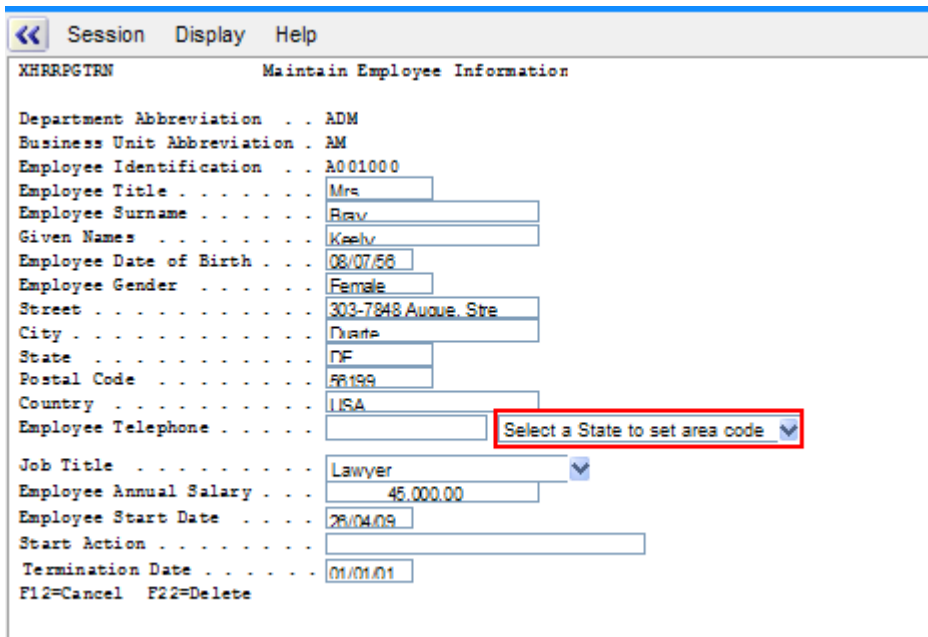 Session Display Help
XHRRPGTRN Maintain Employee Information
Department Abbreviation . . ADM
Business Unit Abbreviation . AM
Employee Identification . . A001000
Employee Title . . . . . . . Mrs
Employee Surname . . . . . . Bray
Given Names . . . . . . . . Keely
Employee Date of Birth . . . 08/07/56
Employee Gender . . . . . . Female
Street . . . . . . . . . . . 303-7848 Augue, Stre
City . . . . . . . . . . . . Duarte
State . . . . . . . . . . . DE
Postal Code . . . . . . . . 56199
Country . . . . . . . . . . USA
Employee Telephone . . . . . Select a State to set area code
Job Title . . . . . . . . . Lawyer
Employee Annual Salary . . . 45,000.00
Employee Start Date . . . . 26/04/09
Start Action . . . . . . . .
Termination Date . . . . . . 01/01/01
F12=Cancel F22=Delete